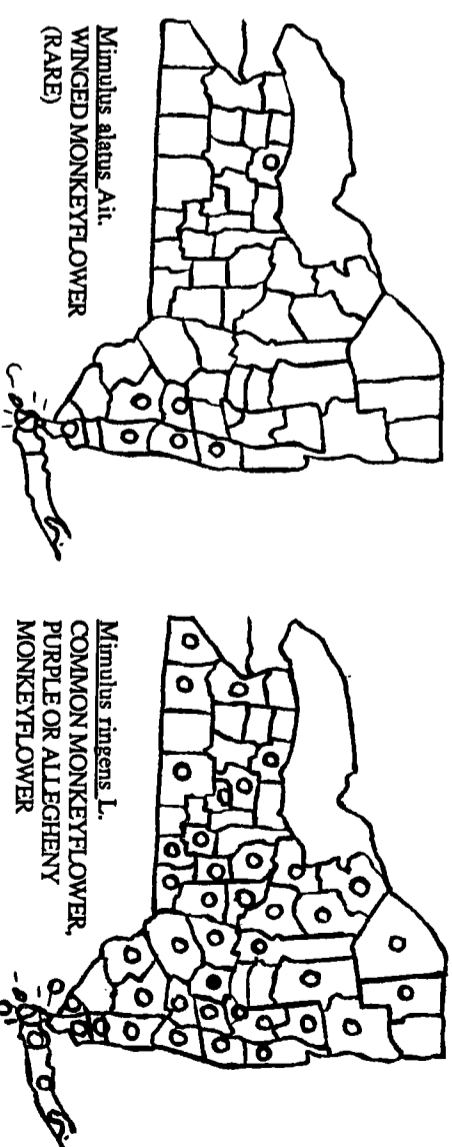 Mimulus alatus Ait.
WINGED MONKEYFLOWER
(RARE)
Mimulus ringens L.
COMMON MONKEYFLOWER,
PURPLE OR ALLEGHENY
MONKEYFLOWER